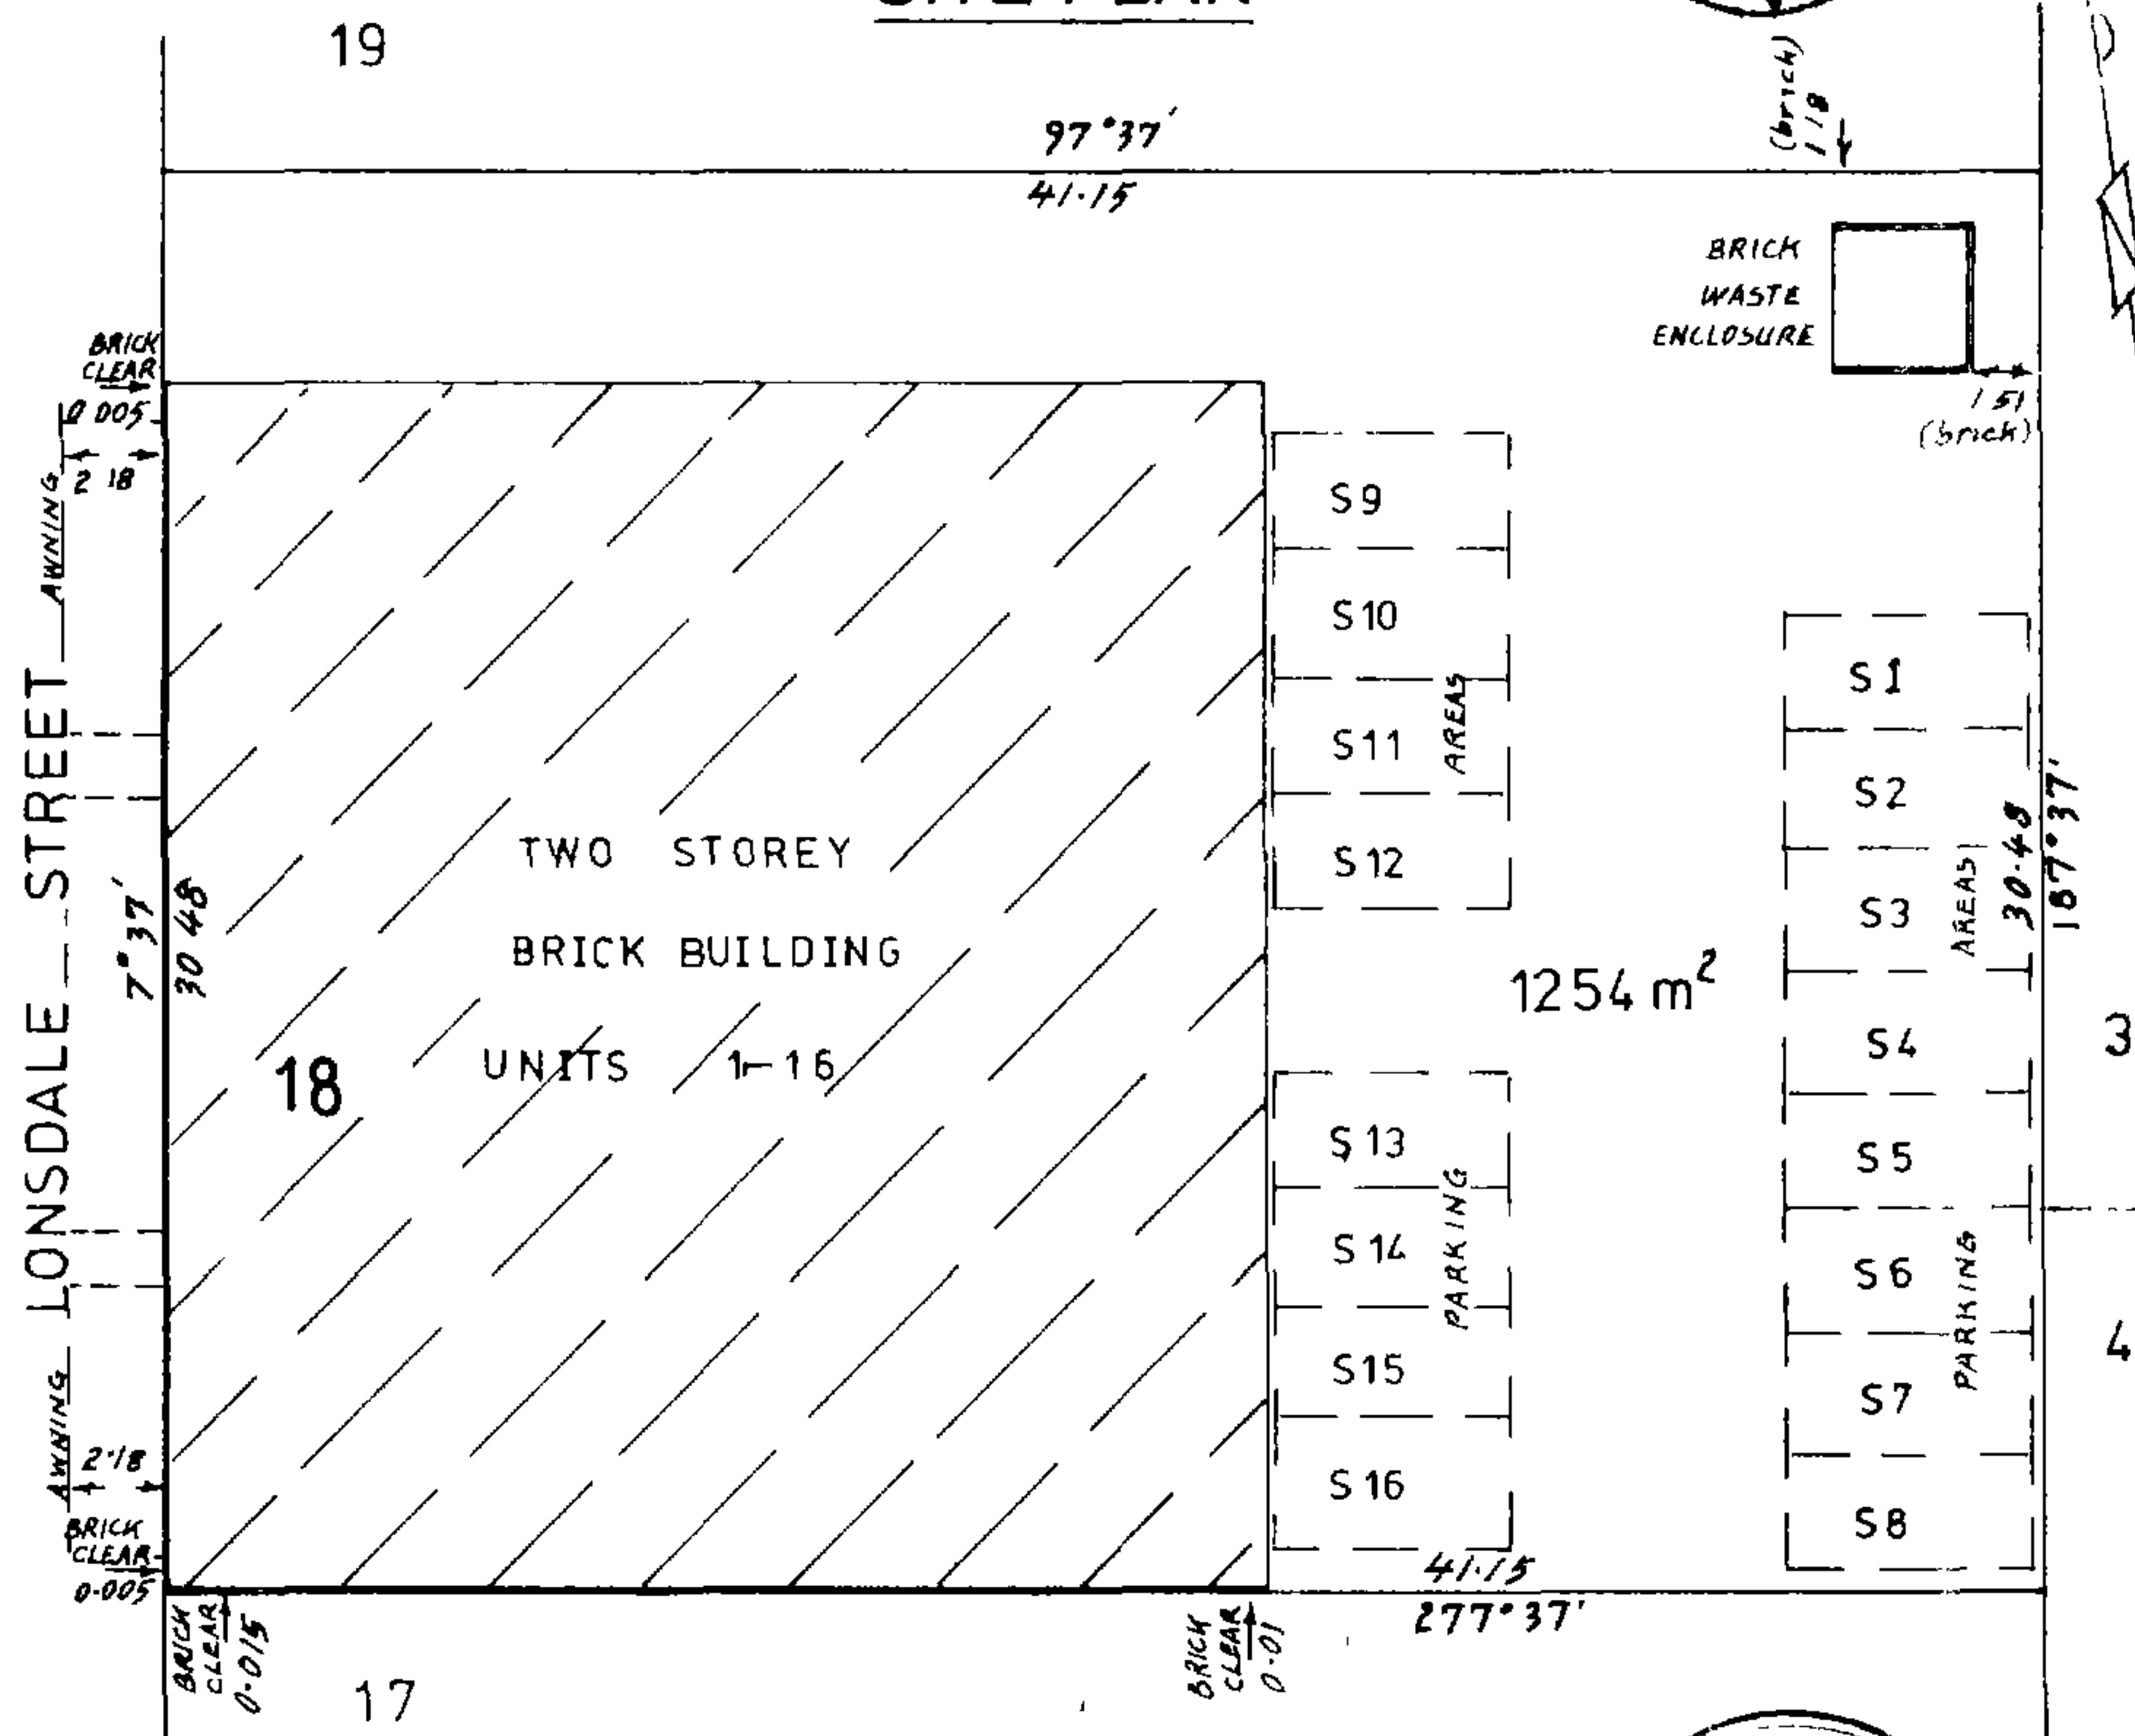 SITE PLAN
19
97°37'
41·15
(brick)
1 18
BRICK
WASTE
ENCLOSURE
1 51
(brick)
BRICK
CLEAR
0 005
2 18
AWNING
LONSDALE STREET
7°37'
30 48
18
TWO STOREY
BRICK BUILDING
UNITS 1-16
S9
S10
S11
S12
AREAS
1254 m²
S13
S14
S15
S16
PARKING
S1
S2
S3
S4
S5
S6
S7
S8
AREAS
PARKING
30·48
187°37'
3
4
AWNING
2·18
BRICK
CLEAR
0·005
BRICK
CLEAR
0·015
BRICK
CLEAR
0·01
41·15
277°37'
17